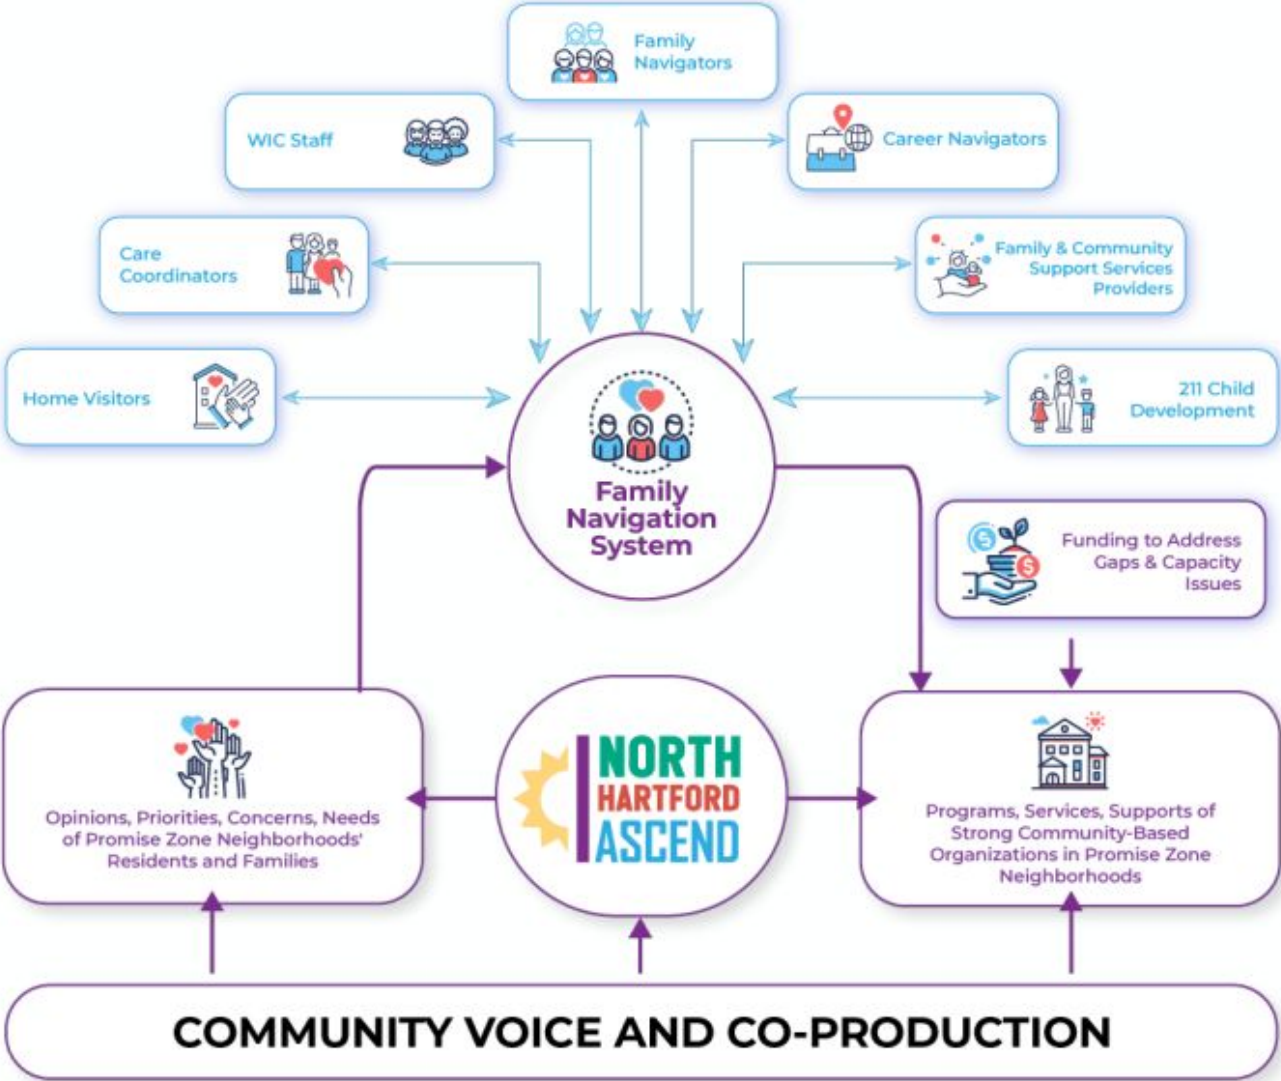 Family
Navigators
WIC Staff
Career Navigators
Care
Coordinators
Family & Community
Support Services
Providers
Home Visitors
211 Child
Development
Family
Navigation
System
Funding to Address
Gaps & Capacity
Issues
Opinions, Priorities, Concerns, Needs
of Promise Zone Neighborhoods'
Residents and Families
NORTH
HARTFORD
ASCEND
Programs, Services, Supports of
Strong Community-Based
Organizations in Promise Zone
Neighborhoods
COMMUNITY VOICE AND CO-PRODUCTION